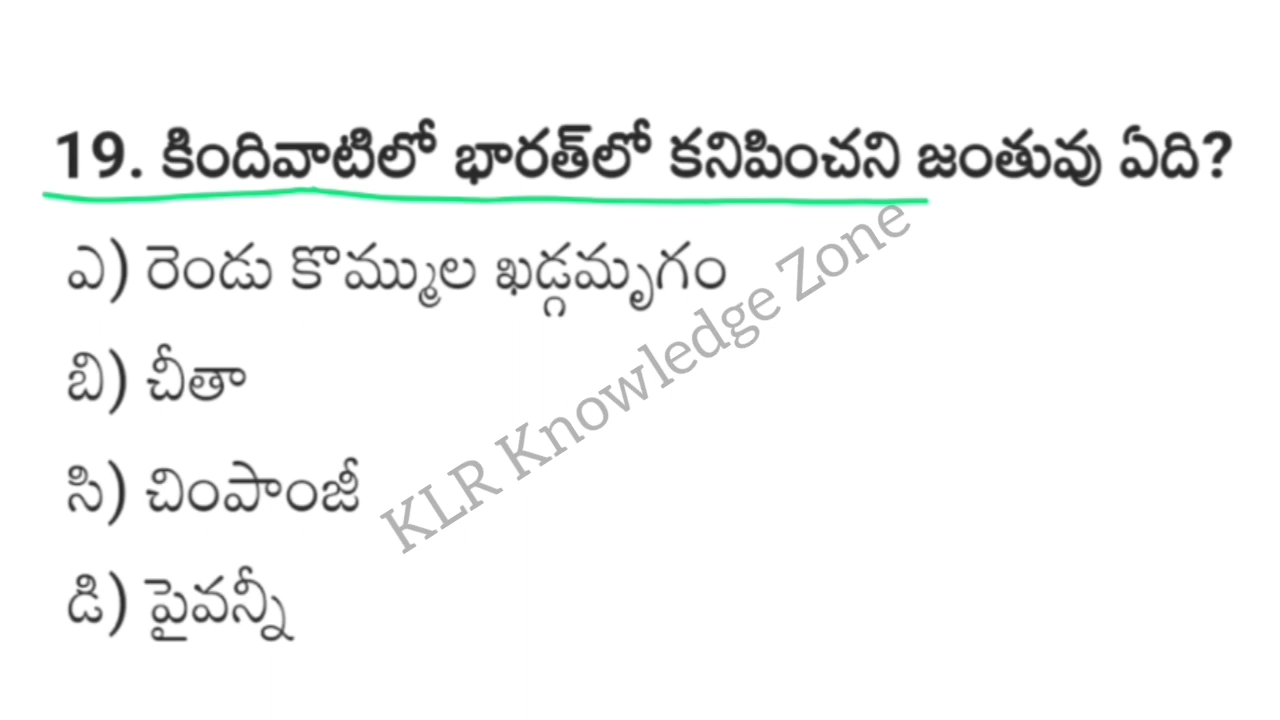 19. కిందివాటిలో భారత్‌లో కనిపించని జంతువు ఏది?
ఎ) రెండు కొమ్ముల ఖడ్గమృగం
బి) చీతా
సి) చింపాంజీ
డి) పైవన్నీ
KLR Knowledge Zone